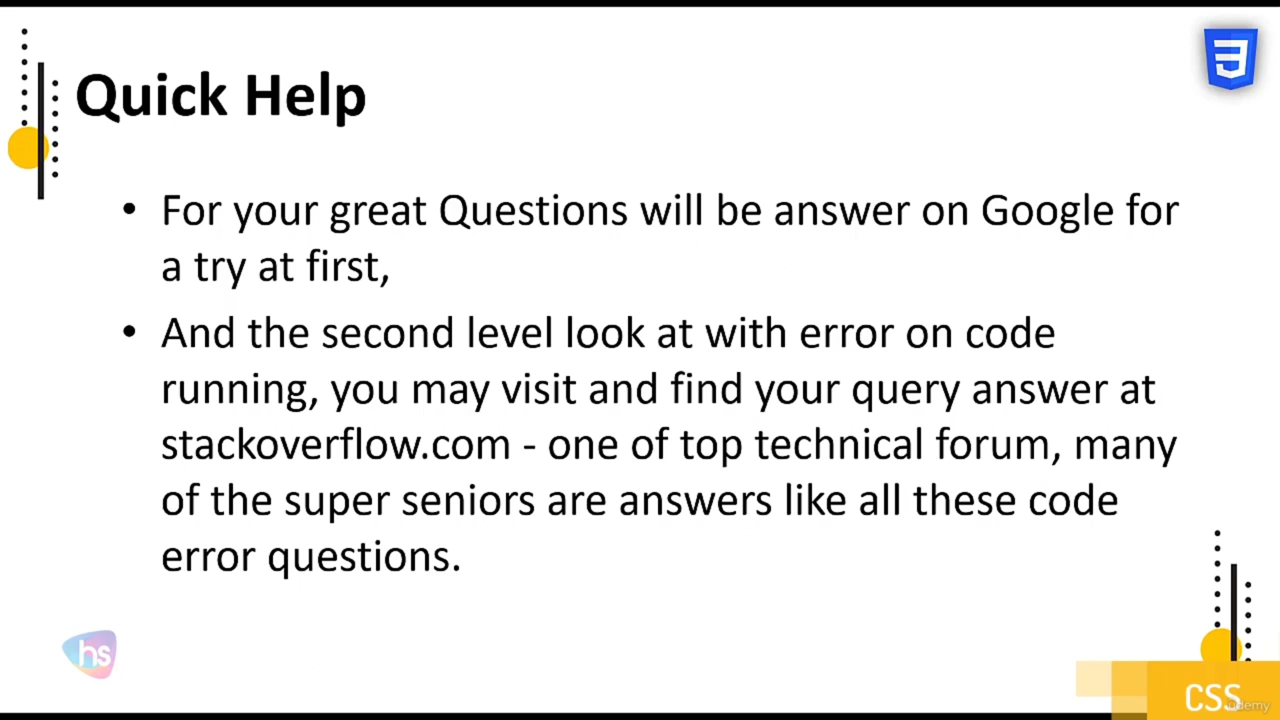 Quick Help
• For your great Questions will be answer on Google for
a try at first,
• And the second level look at with error on code
running, you may visit and find your query answer at
stackoverflow.com - one of top technical forum, many
of the super seniors are answers like all these code
error questions.
hs
CSS
udemy